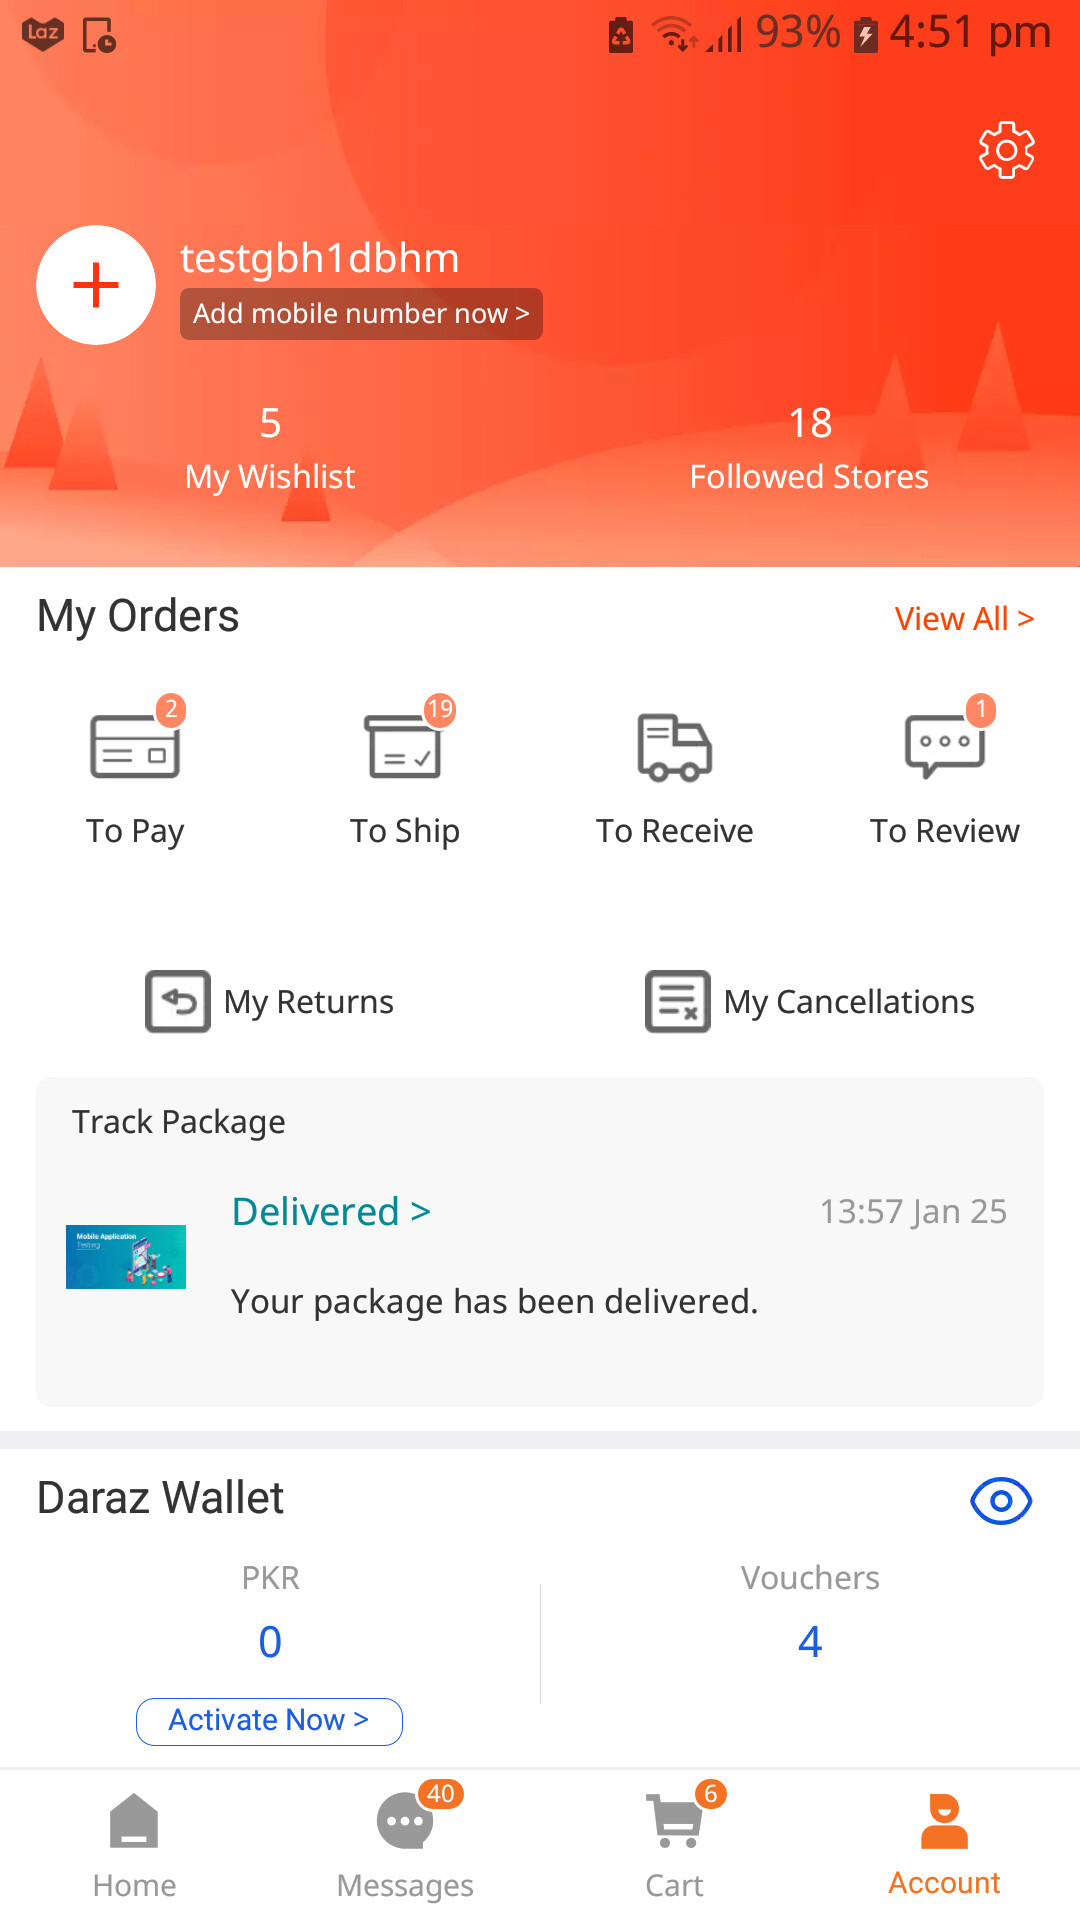 Laz 93% 4:51 pm
testgbh1dbhm
Add mobile number now >
5 18
My Wishlist Followed Stores
My Orders View All >
2 19 1
To Pay To Ship To Receive To Review
My Returns My Cancellations
Track Package
Delivered > 13:57 Jan 25
Mobile Application
Testing
Your package has been delivered.
Daraz Wallet
PKR Vouchers
0 4
Activate Now >
40 6
Home Messages Cart Account